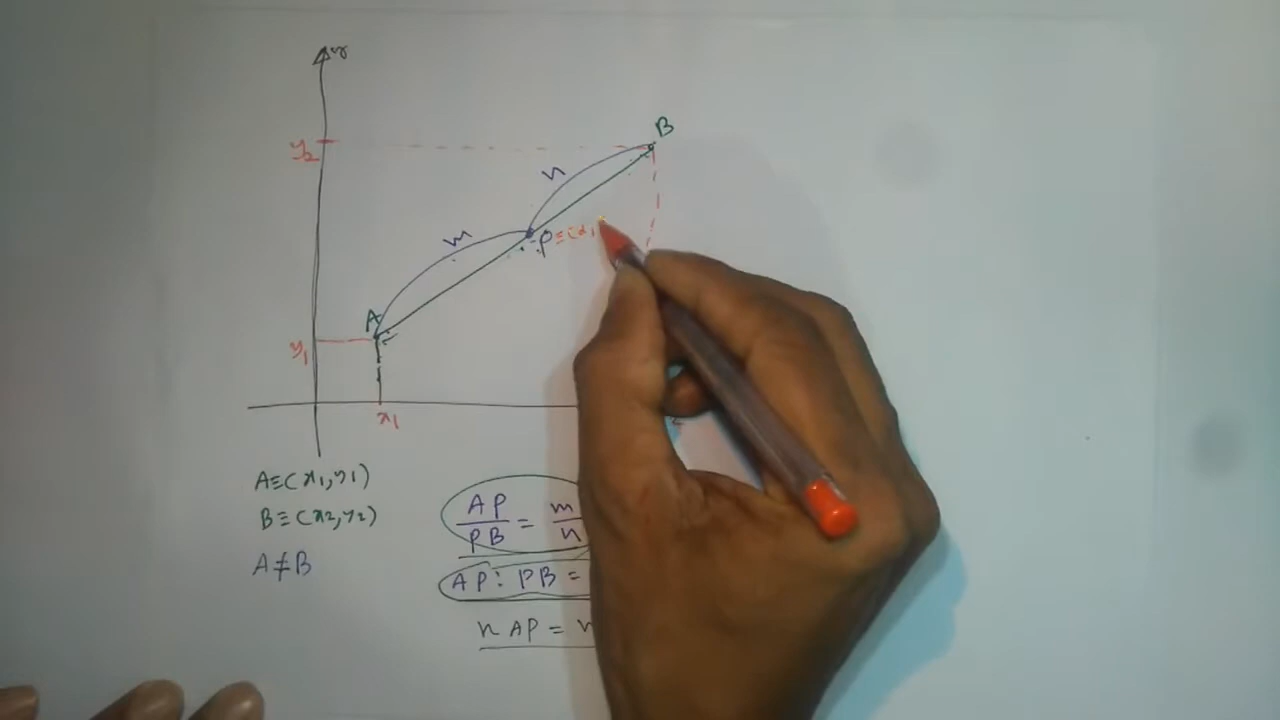 y
B
y2
n
m
P≡(α,
A
y1
x1
A≡(x1,y1)
B≡(x2,y2)
A≠B
AP/PB = m/n
AP:PB =
n AP =